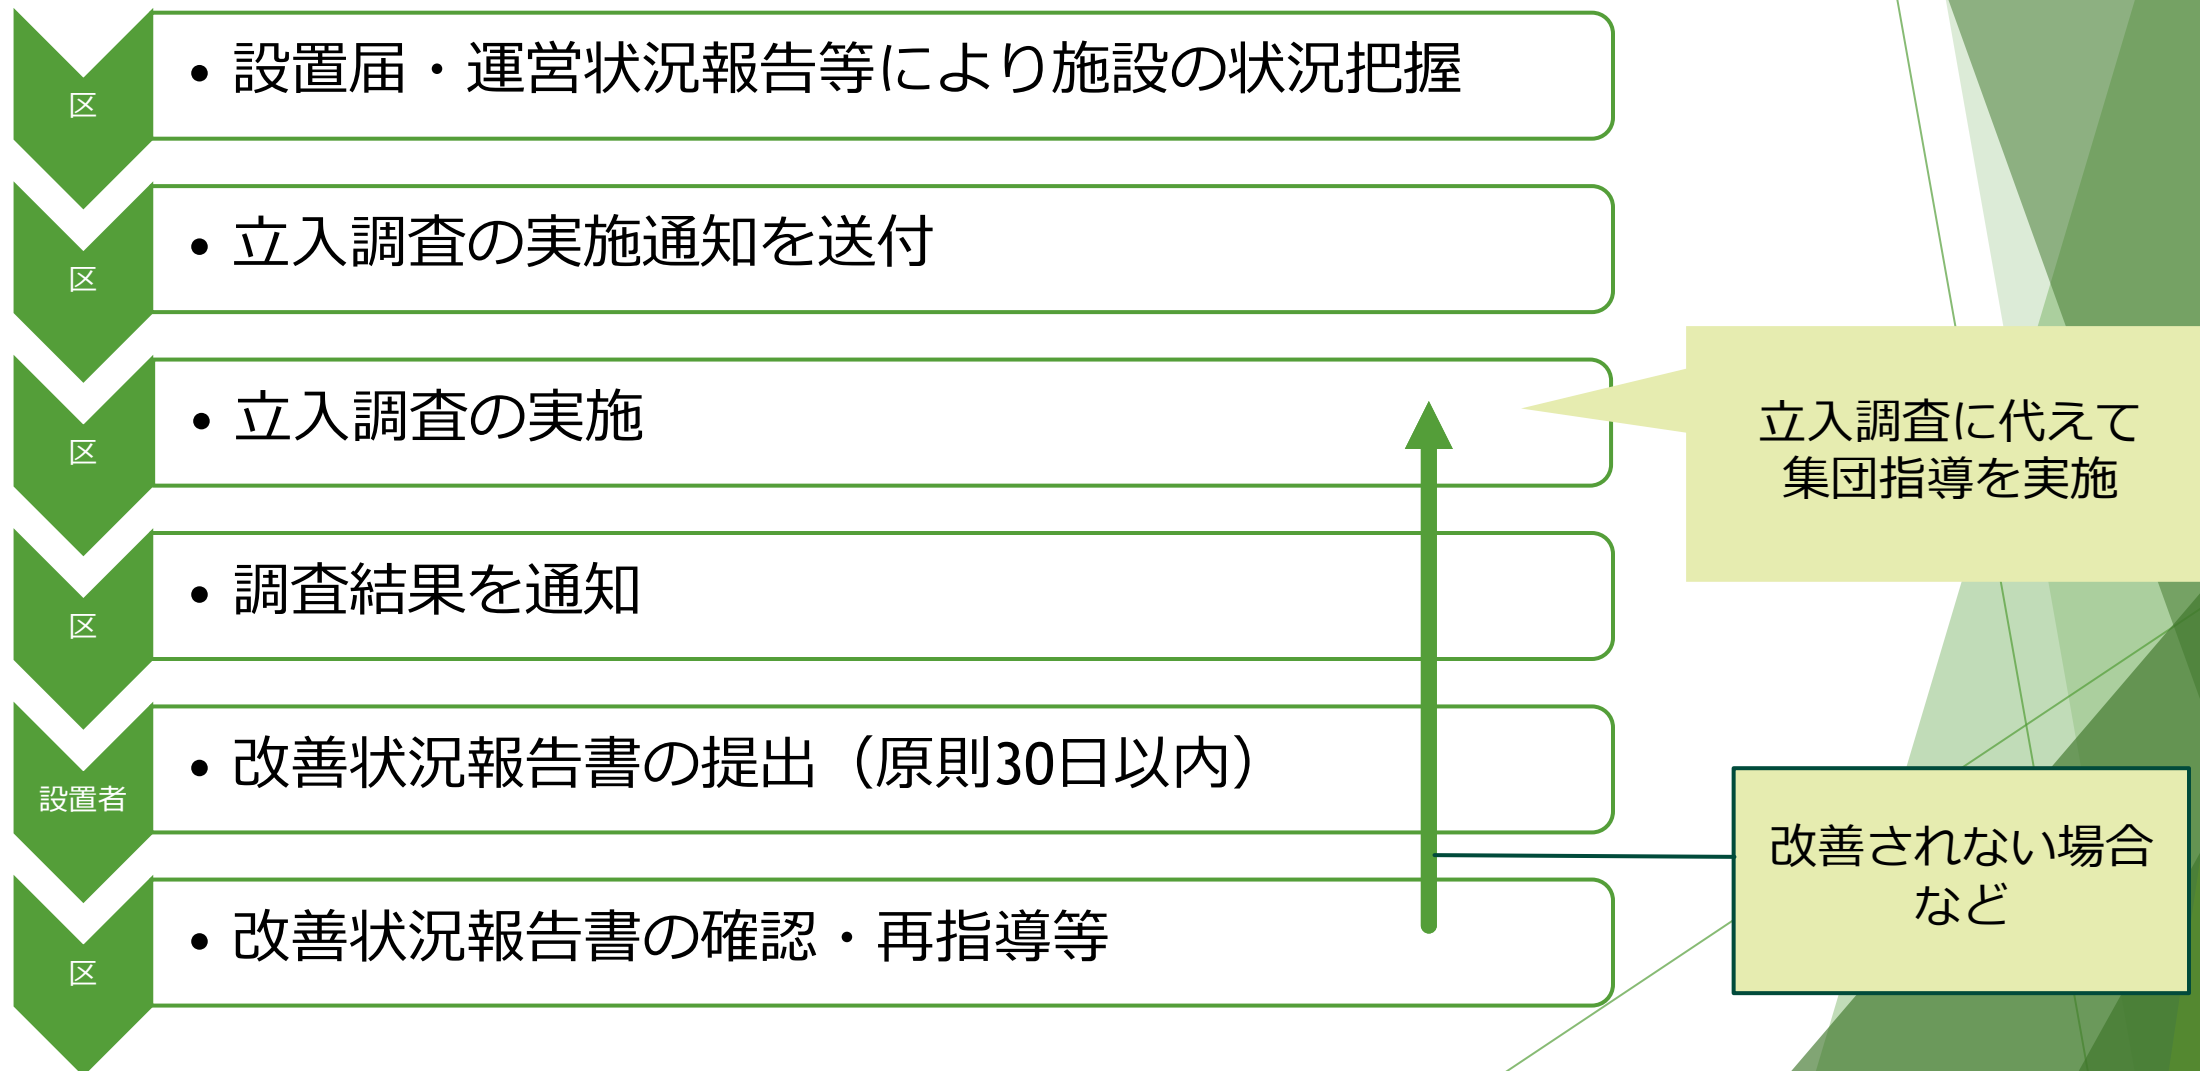 区
• 設置届・運営状況報告等により施設の状況把握
区
• 立入調査の実施通知を送付
区
• 立入調査の実施
立入調査に代えて
集団指導を実施
区
• 調査結果を通知
設置者
• 改善状況報告書の提出（原則30日以内）
区
• 改善状況報告書の確認・再指導等
改善されない場合
など